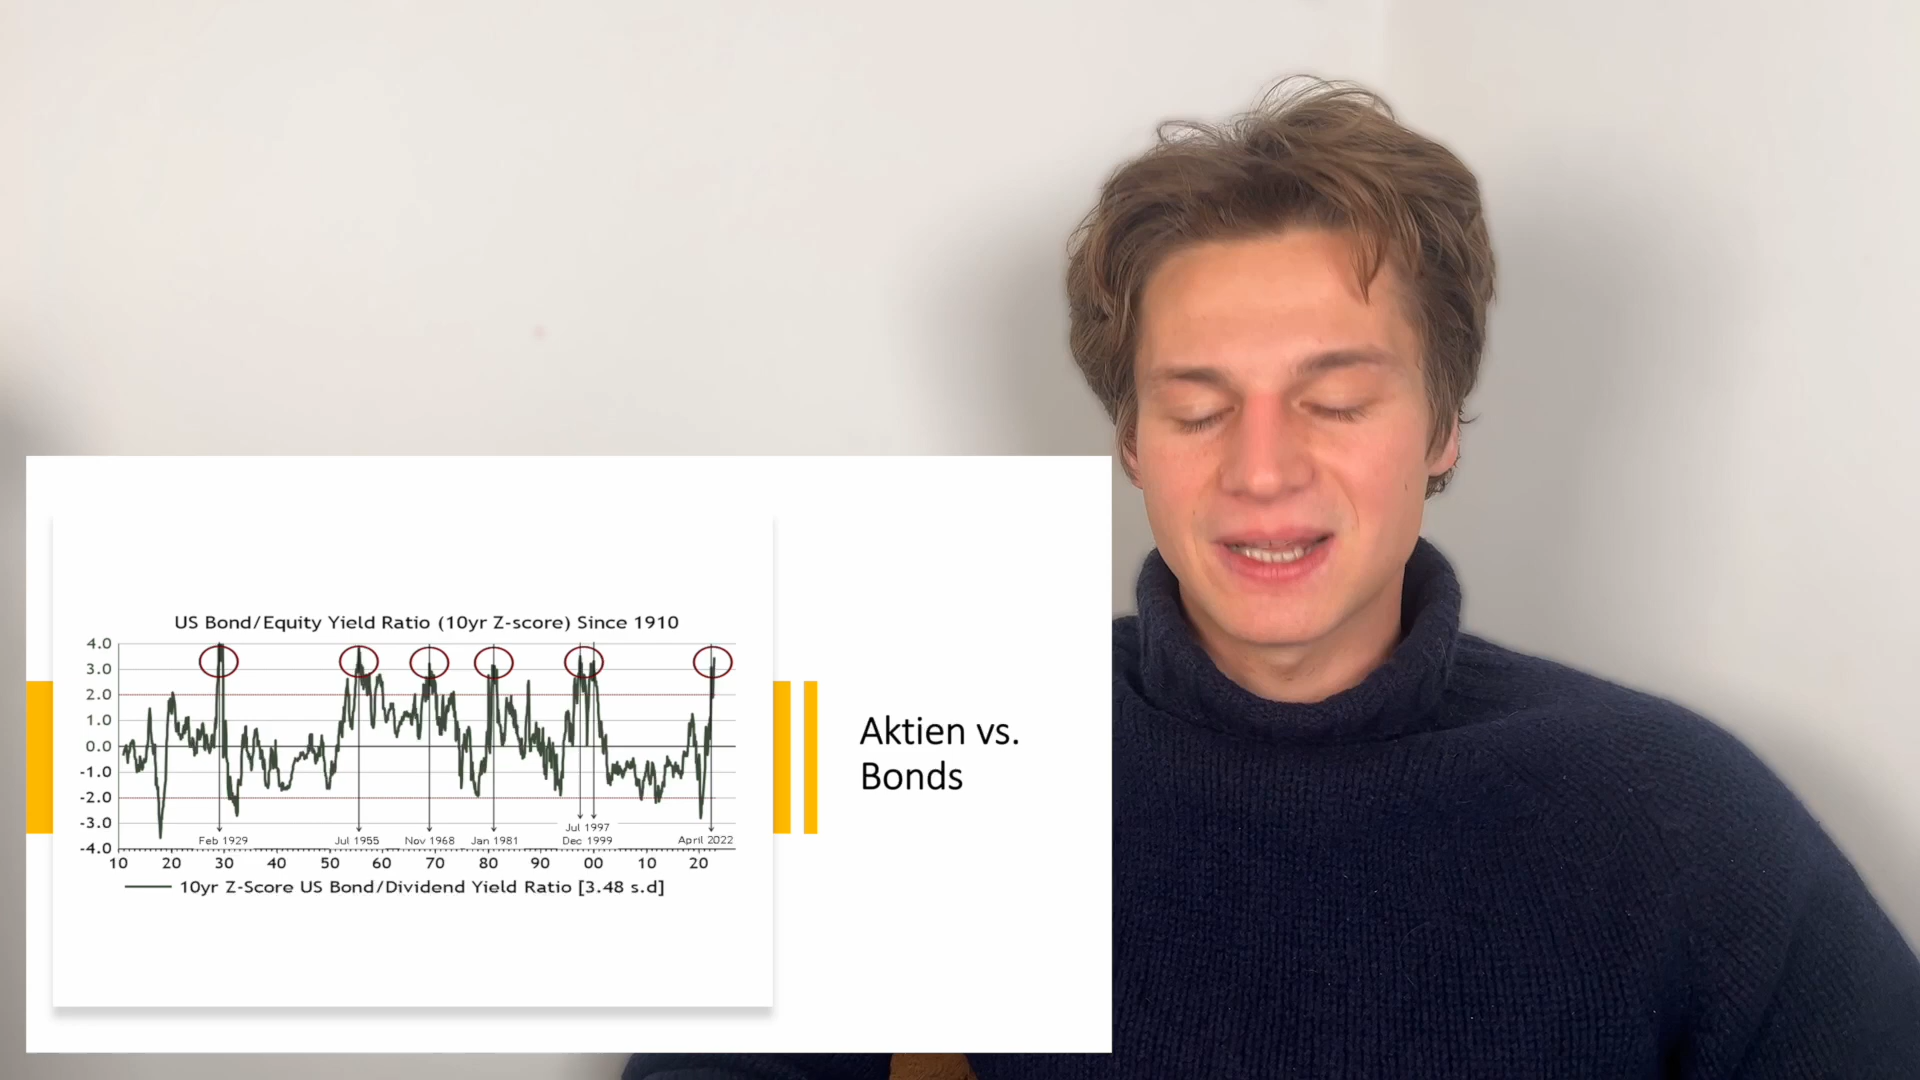 US Bond/Equity Yield Ratio (10yr Z-score) Since 1910
4.0
3.0
2.0
1.0
0.0
-1.0
-2.0
-3.0
-4.0
Feb 1929
Jul 1955
Nov 1968
Jan 1981
Jul 1997
Dec 1999
April 2022
10 20 30 40 50 60 70 80 90 00 10 20
10yr Z-Score US Bond/Dividend Yield Ratio [3.48 s.d]
Aktien vs.
Bonds